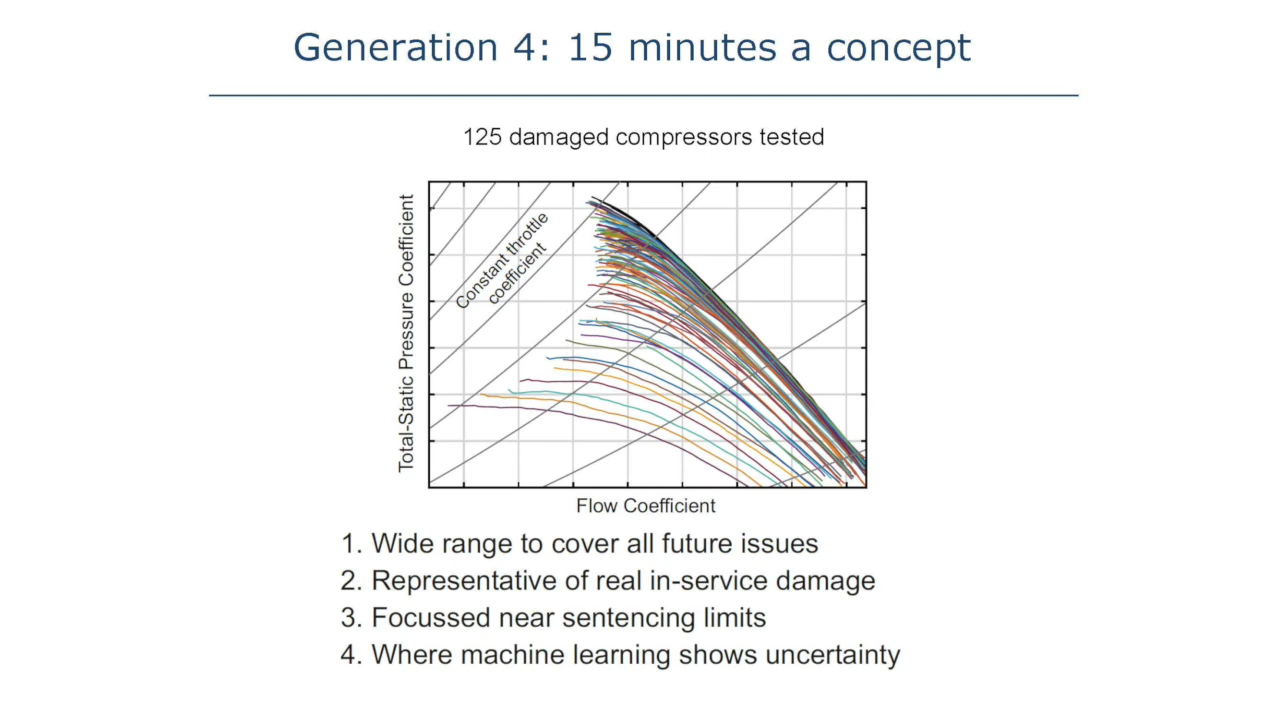 Generation 4: 15 minutes a concept
125 damaged compressors tested
Total-Static Pressure Coefficient
Constant throttle
coefficient
Flow Coefficient
1. Wide range to cover all future issues
2. Representative of real in-service damage
3. Focussed near sentencing limits
4. Where machine learning shows uncertainty